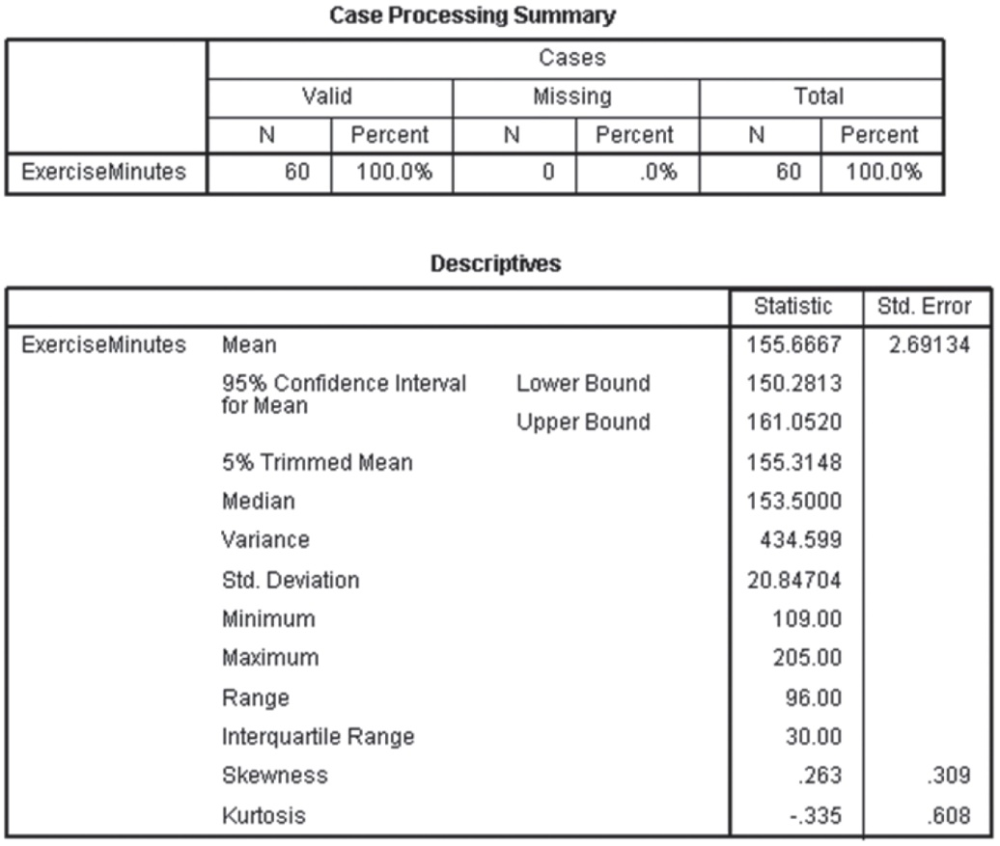 Case Processing Summary
Cases
Valid Missing Total
N Percent N Percent N Percent
ExerciseMinutes 60 100.0% 0 .0% 60 100.0%
Descriptives
Statistic Std. Error
ExerciseMinutes Mean 155.6667 2.69134
95% Confidence Interval Lower Bound 150.2813
for Mean
Upper Bound 161.0520
5% Trimmed Mean 155.3148
Median 153.5000
Variance 434.599
Std. Deviation 20.84704
Minimum 109.00
Maximum 205.00
Range 96.00
Interquartile Range 30.00
Skewness .263 .309
Kurtosis -.335 .608